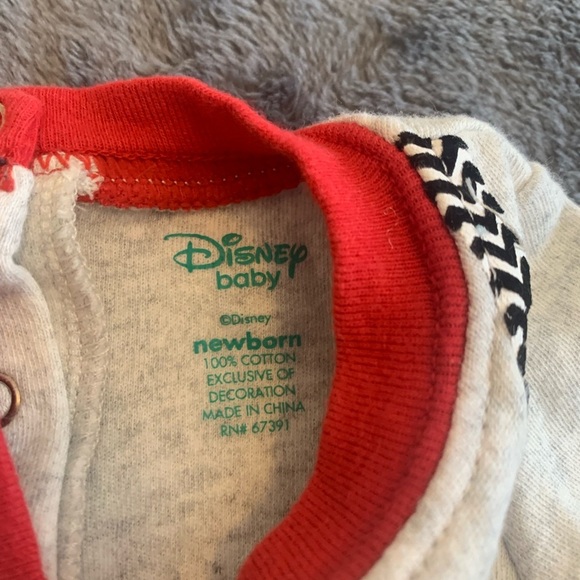 Disney
baby
©Disney
newborn
100% COTTON
EXCLUSIVE OF
DECORATION
MADE IN CHINA
RN# 67391